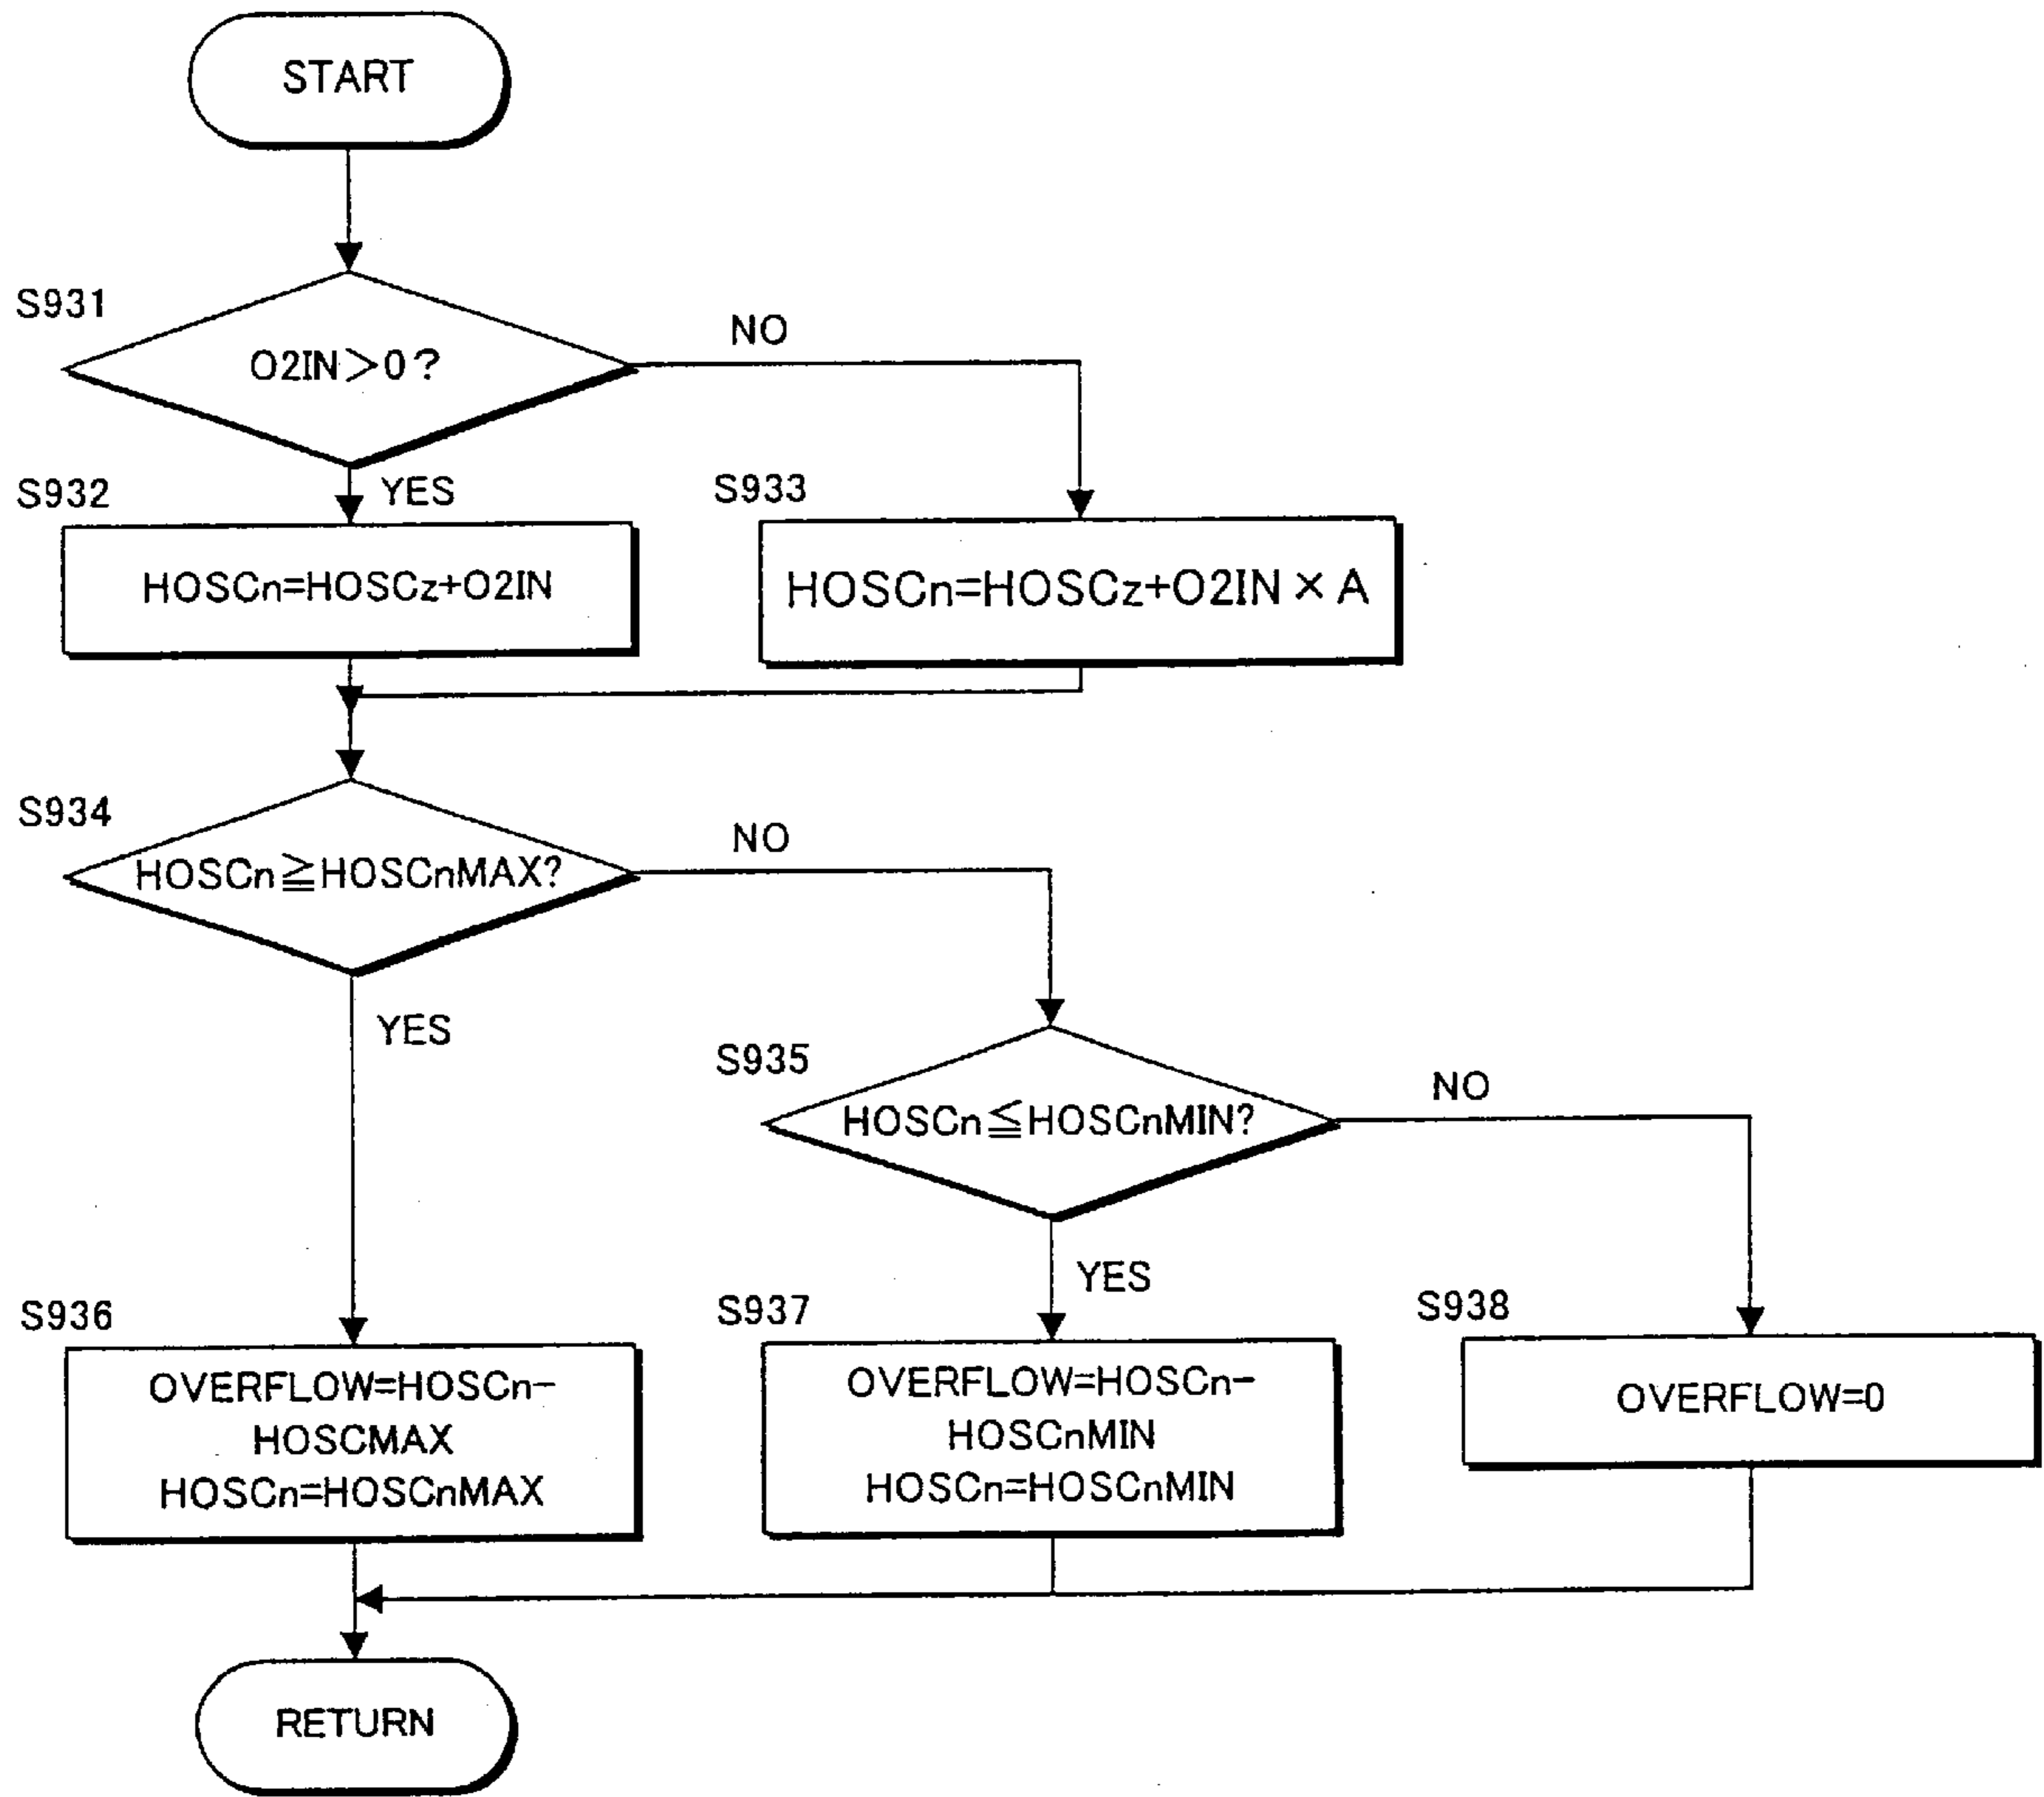 START
S931
O2IN>0?
NO
YES
S932
HOSCn=HOSCz+O2IN
S933
HOSCn=HOSCz+O2IN×A
S934
HOSCn≧HOSCnMAX?
NO
YES
S935
HOSCn≦HOSCnMIN?
NO
YES
S936
OVERFLOW=HOSCn-
HOSCMAX
HOSCn=HOSCnMAX
S937
OVERFLOW=HOSCn-
HOSCnMIN
HOSCn=HOSCnMIN
S938
OVERFLOW=0
RETURN